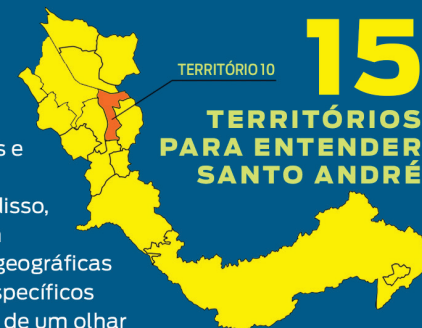 TERRITÓRIO 10
15
TERRITÓRIOS
PARA ENTENDER
SANTO ANDRÉ
s e
disso,
geográficas
specíficos
de um olhar